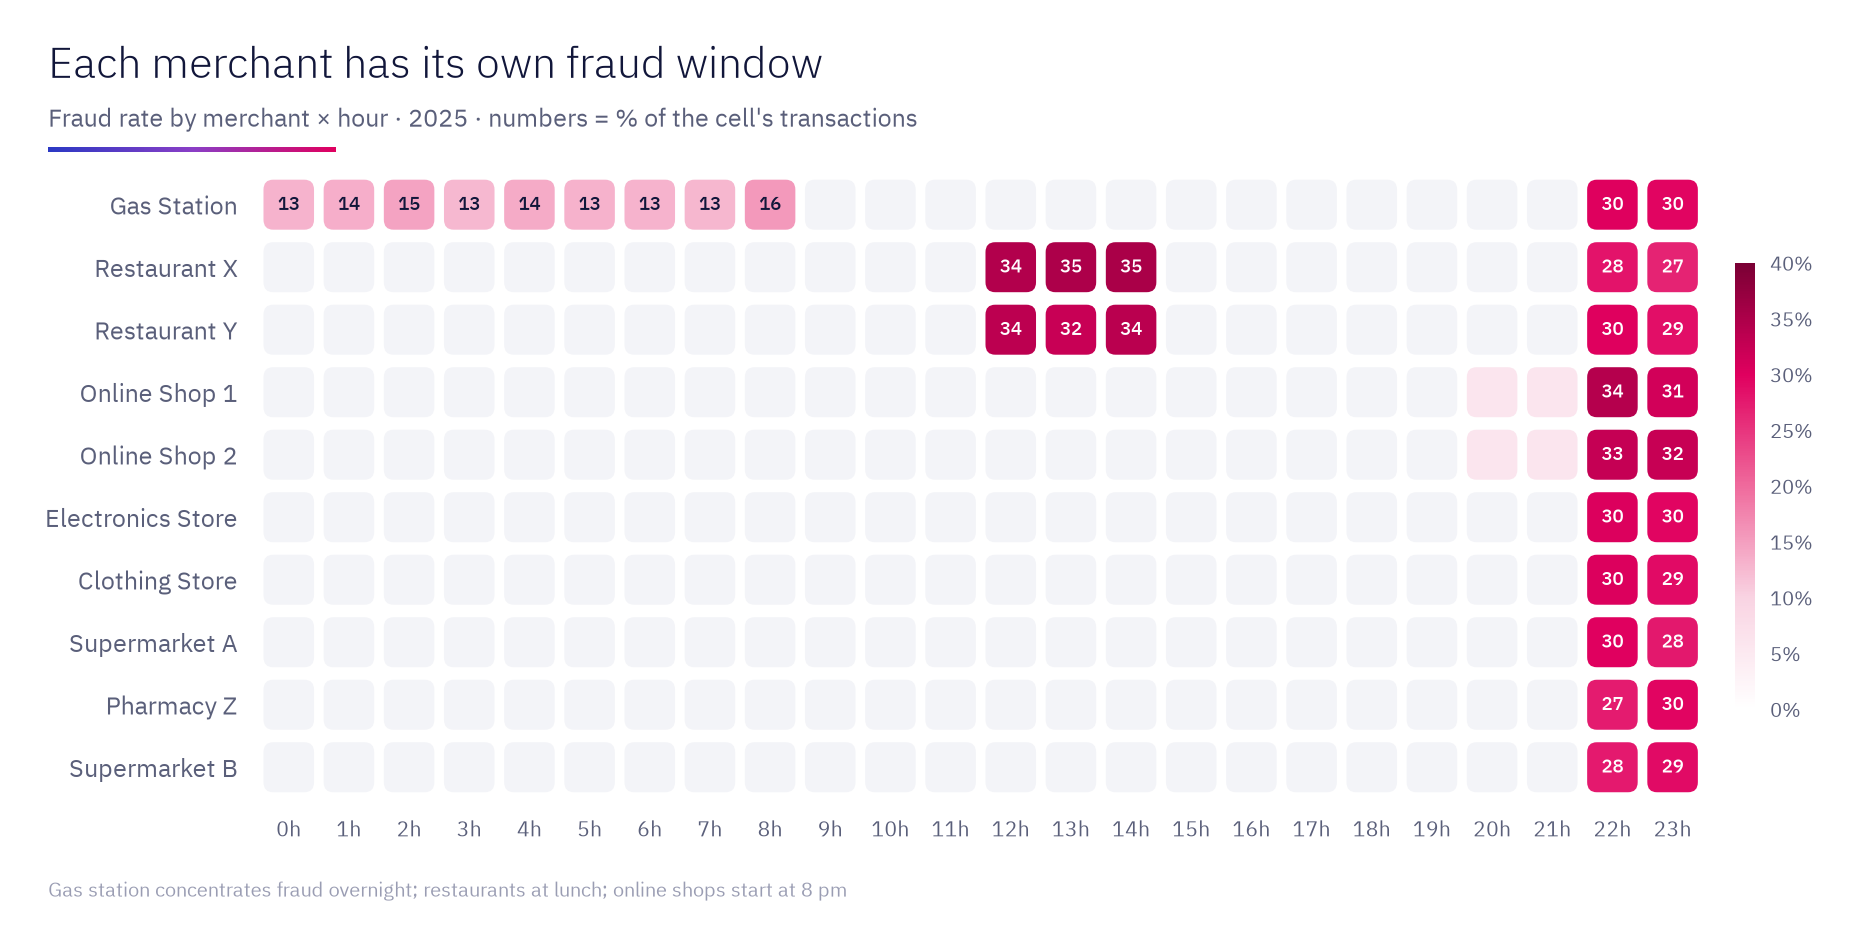 Each merchant has its own fraud window
Fraud rate by merchant × hour · 2025 · numbers = % of the cell's transactions
Gas Station 13 14 15 13 14 13 13 13 16 30 30
Restaurant X 34 35 35 28 27
Restaurant Y 34 32 34 30 29
Online Shop 1 34 31
Online Shop 2 33 32
Electronics Store 30 30
Clothing Store 30 29
Supermarket A 30 28
Pharmacy Z 27 30
Supermarket B 28 29
0h 1h 2h 3h 4h 5h 6h 7h 8h 9h 10h 11h 12h 13h 14h 15h 16h 17h 18h 19h 20h 21h 22h 23h
40%
35%
30%
25%
20%
15%
10%
5%
0%
Gas station concentrates fraud overnight; restaurants at lunch; online shops start at 8 pm